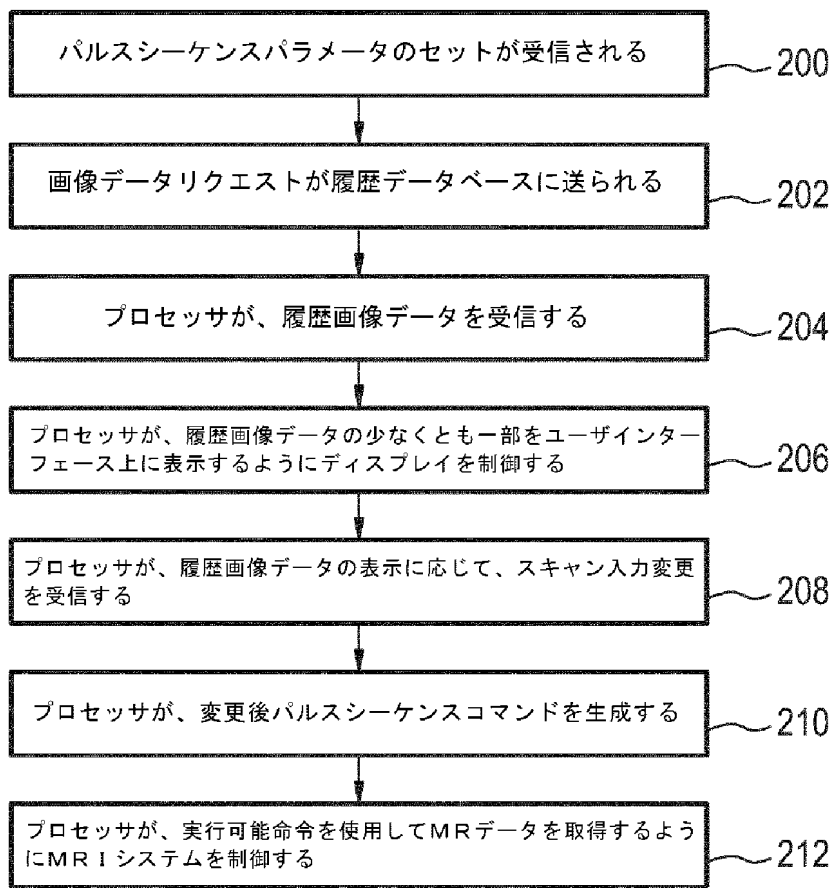 パルスシーケンスパラメータのセットが受信される
200
画像データリクエストが履歴データベースに送られる
202
プロセッサが、履歴画像データを受信する
204
プロセッサが、履歴画像データの少なくとも一部をユーザインター
フェース上に表示するようにディスプレイを制御する
206
プロセッサが、履歴画像データの表示に応じて、スキャン入力変更
を受信する
208
プロセッサが、変更後パルスシーケンスコマンドを生成する
210
プロセッサが、実行可能命令を使用してＭＲデータを取得するよう
にＭＲＩシステムを制御する
212